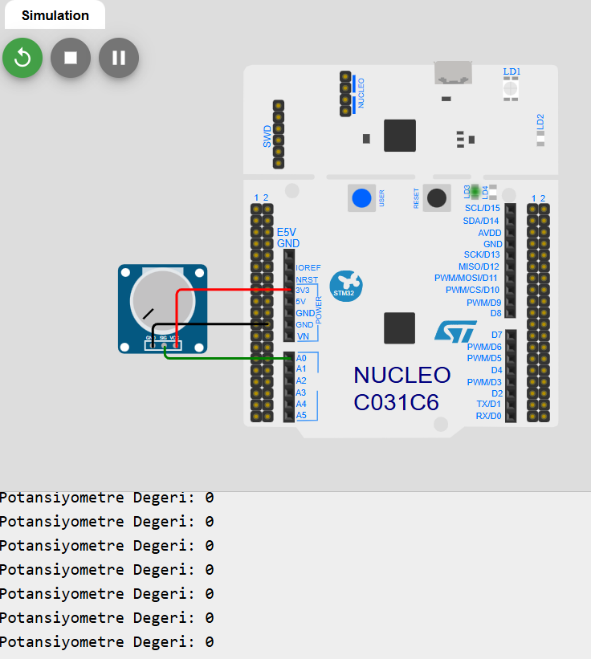 Simulation
LD1
NUCLEO
SWD
LD2
1 2
USER
RESET
LD3
LD4
1 2
E5V
GND
IOREF
NRST
3V3
5V
GND
GND
VN
POWER
A0
A1
A2
A3
A4
A5
STM32
SCL/D15
SDA/D14
AVDD
GND
SCK/D13
MISO/D12
PWM/MOSI/D11
PWM/CS/D10
PWM/D9
D8
D7
PWM/D6
PWM/D5
D4
PWM/D3
D2
TX/D1
RX/D0
NUCLEO
C031C6
Potansiyometre Degeri: 0
Potansiyometre Degeri: 0
Potansiyometre Degeri: 0
Potansiyometre Degeri: 0
Potansiyometre Degeri: 0
Potansiyometre Degeri: 0
Potansiyometre Degeri: 0